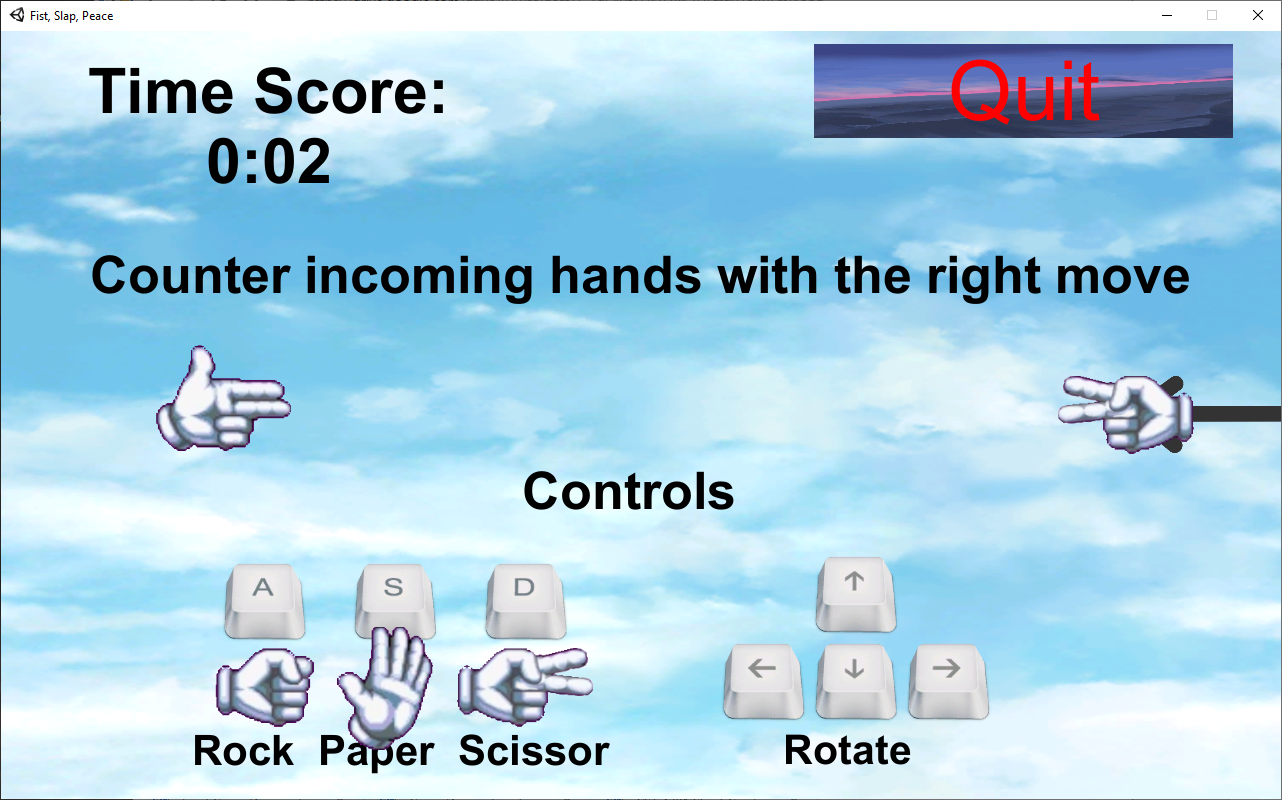 Fist, Slap, Peace
Time Score:
0:02
Quit
Counter incoming hands with the right move
Controls
A S D
Rock Paper Scissor
Rotate